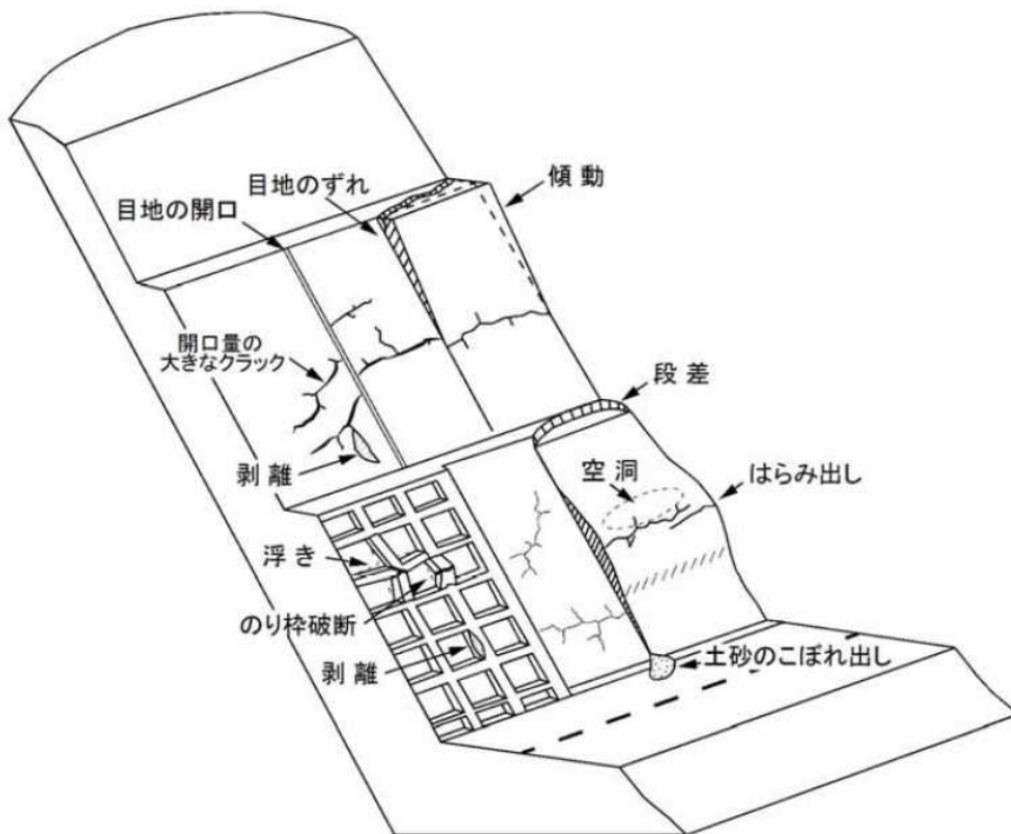 傾動
目地のずれ
目地の開口
開口量の
大きなクラック
段差
剥離
空洞
はらみ出し
浮き
のり枠破断
剥離
土砂のこぼれ出し